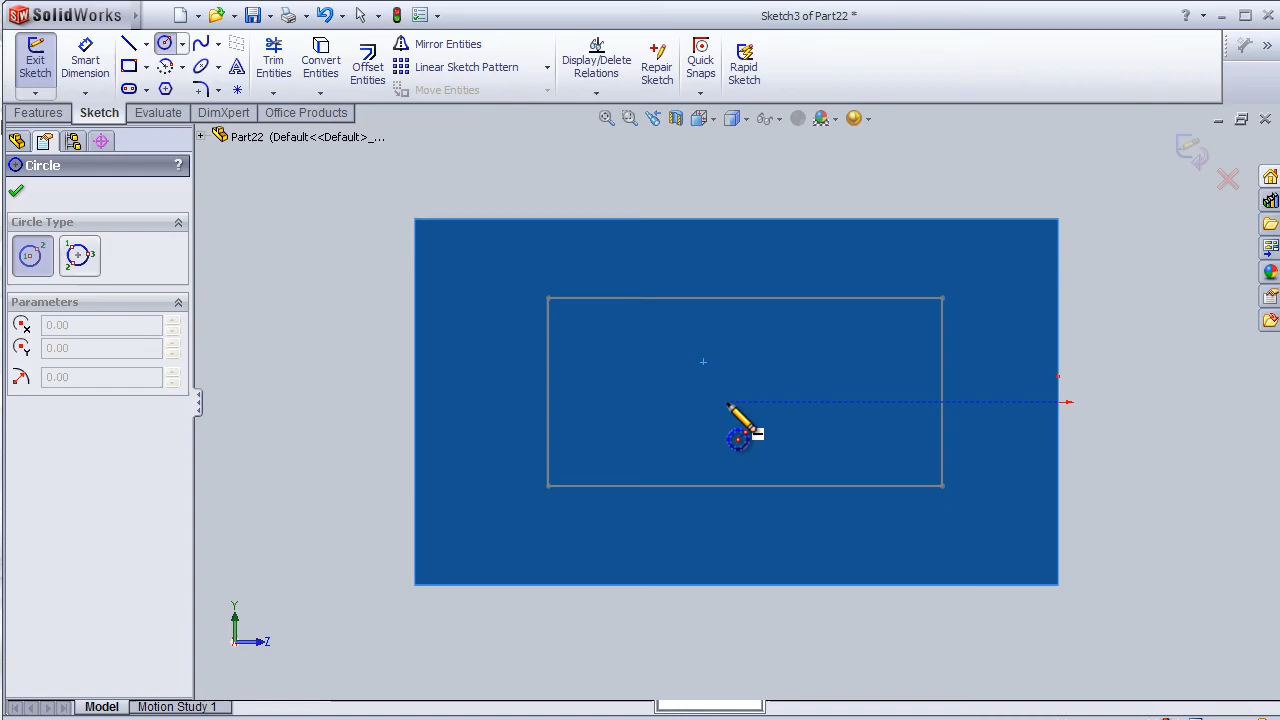 SolidWorks
Sketch3 of Part22 *
?
Exit Sketch
Smart Dimension
Trim Entities
Convert Entities
Offset Entities
Mirror Entities
Linear Sketch Pattern
Move Entities
Display/Delete Relations
Repair Sketch
Quick Snaps
Rapid Sketch
Features
Sketch
Evaluate
DimXpert
Office Products
Part22 (Default<<Default>_...
Circle
?
Circle Type
Parameters
0.00
0.00
0.00
Y
Z
Model
Motion Study 1